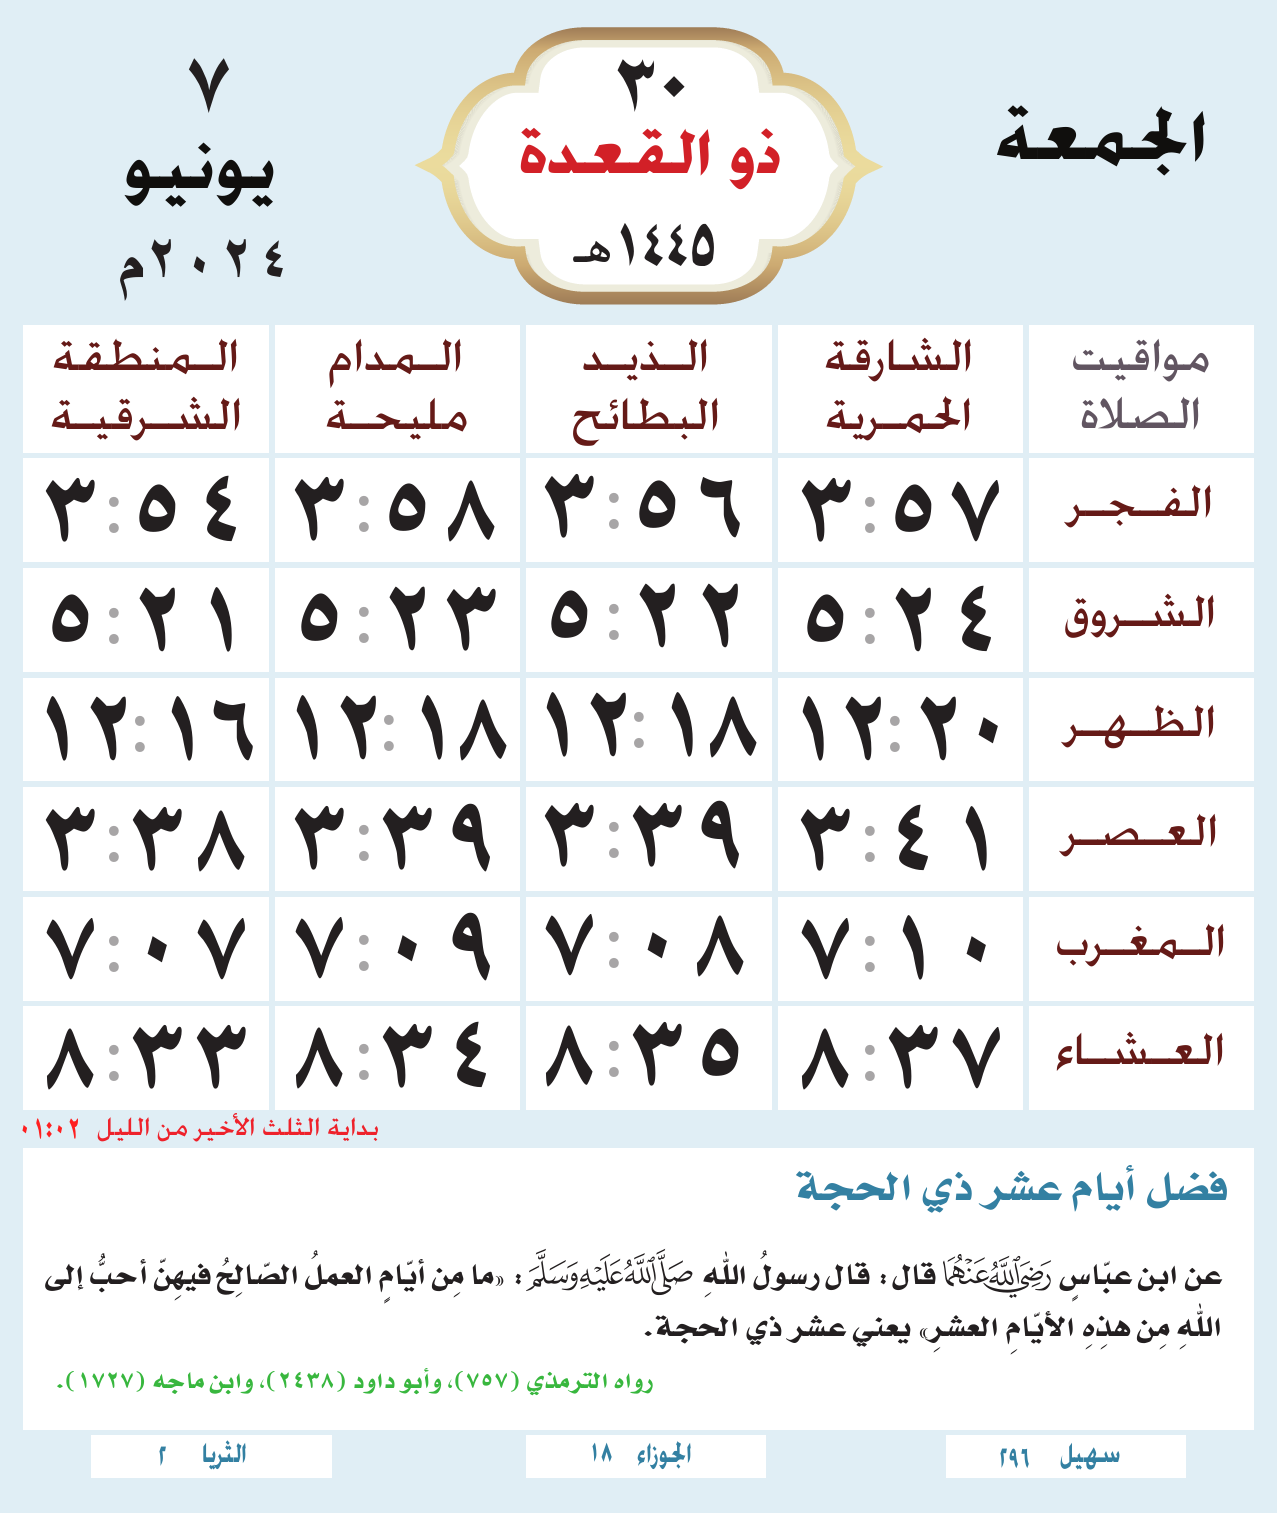 الجمعة
٣٠
ذو القعدة
١٤٤٥هـ
٧
يونيو
٢٠٢٤م
مواقيت الصلاة | الشارقة الحمرية | الذيد البطائح | المدام مليحة | المنطقة الشرقية
الفجر ٣:٥٧ ٣:٥٦ ٣:٥٨ ٣:٥٤
الشروق ٥:٢٤ ٥:٢٢ ٥:٢٣ ٥:٢١
الظهر ١٢:٢٠ ١٢:١٨ ١٢:١٨ ١٢:١٦
العصر ٣:٤١ ٣:٣٩ ٣:٣٩ ٣:٣٨
المغرب ٧:١٠ ٧:٠٨ ٧:٠٩ ٧:٠٧
العشاء ٨:٣٧ ٨:٣٥ ٨:٣٤ ٨:٣٣
بداية الثلث الأخير من الليل ٠١:٠٢
فضل أيام عشر ذي الحجة
عن ابن عبّاسٍ رَضِيَ اللَّهُ عَنْهُمَا قال: قال رسولُ اللهِ صَلَّى اللَّهُ عَلَيْهِ وَسَلَّمَ: «ما مِن أيّامٍ العملُ الصّالِحُ فيهِنّ أحبُّ إلى
اللهِ مِن هذِهِ الأيّامِ العشرِ» يعني عشر ذي الحجة.
رواه الترمذي (٧٥٧)، وأبو داود (٢٤٣٨)، وابن ماجه (١٧٢٧).
سهيل ٢٩٦
الجوزاء ١٨
الثريا ٢